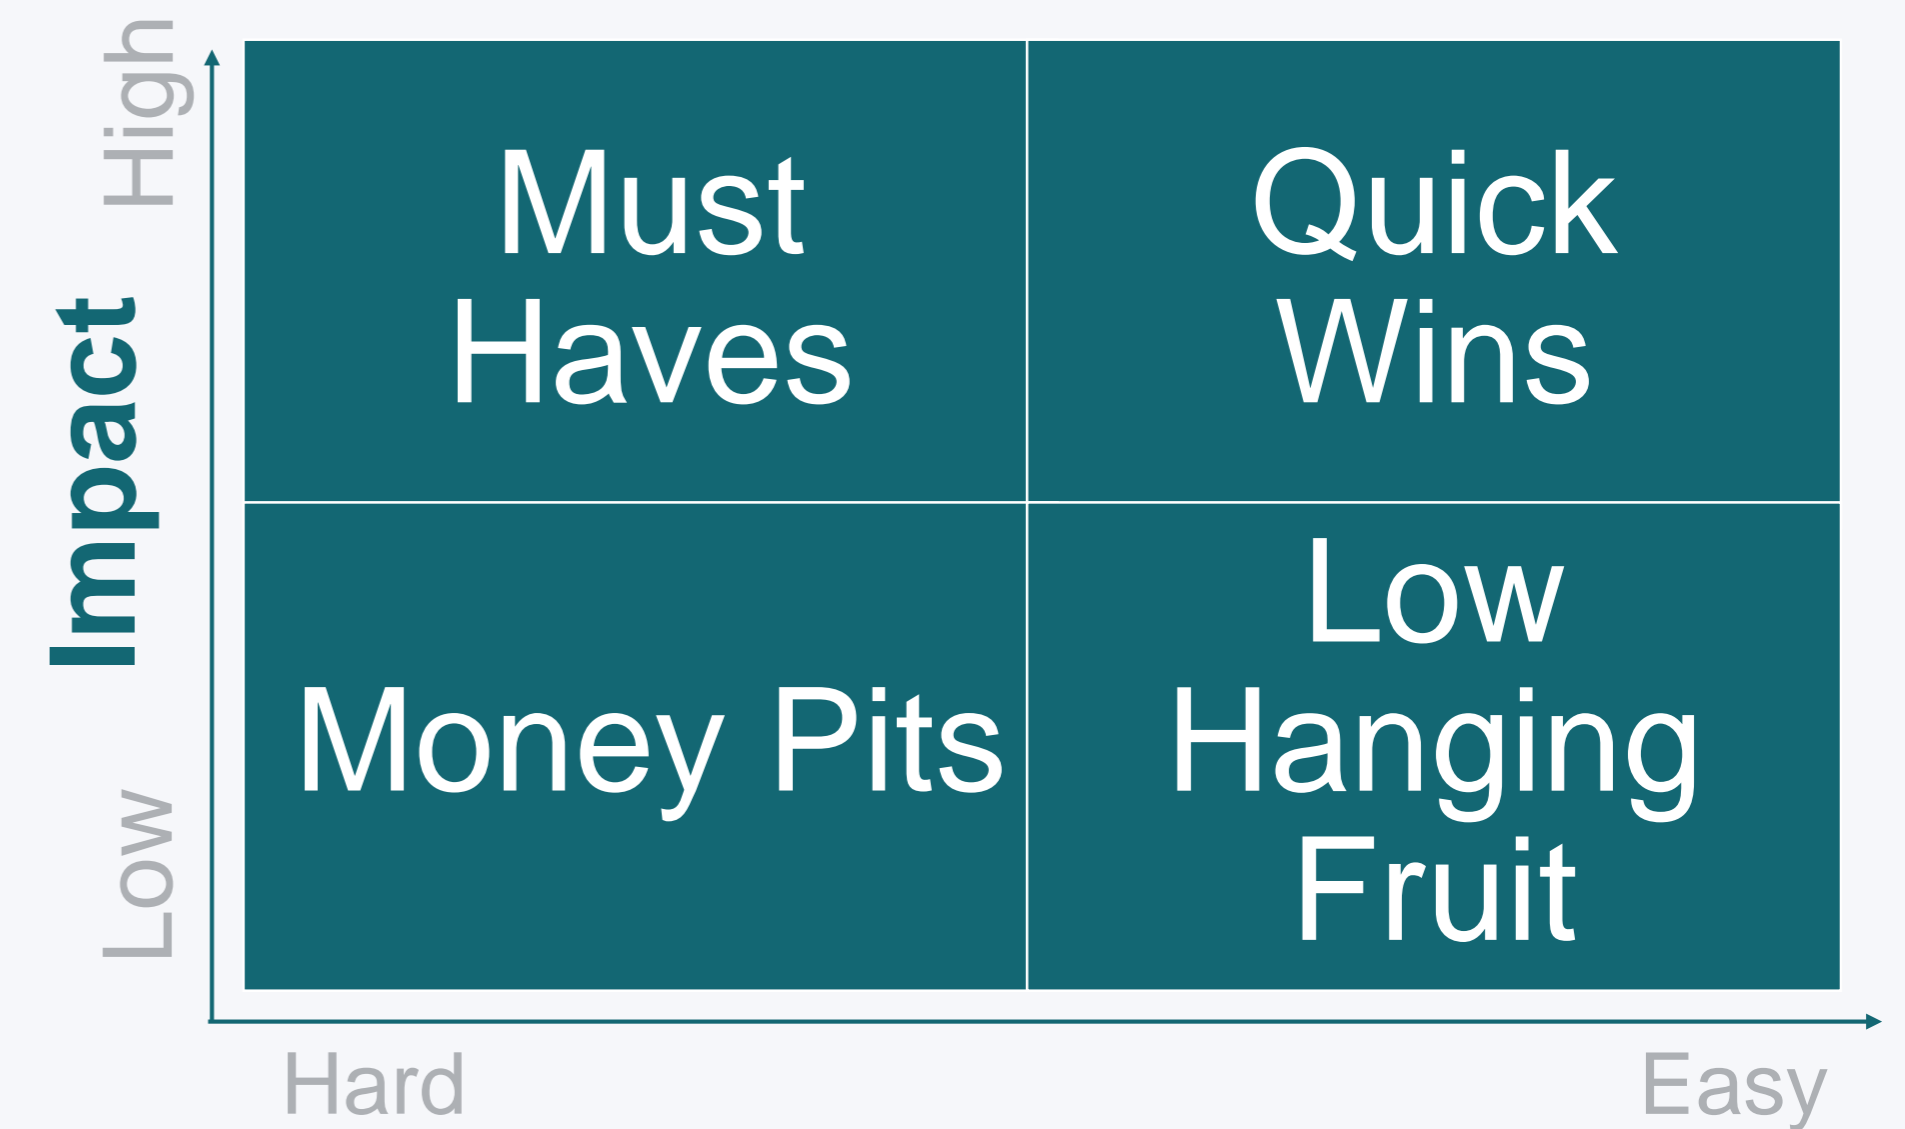 High
Impact
Low
Must
Haves
Quick
Wins
Money Pits
Low
Hanging
Fruit
Hard
Easy